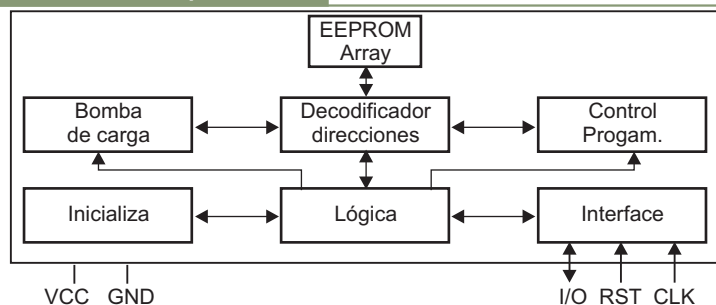 EEPROM
Array
Bomba
de carga
Decodificador
direcciones
Control
Progam.
Inicializa
Lógica
Interface
VCC GND
I/O RST CLK